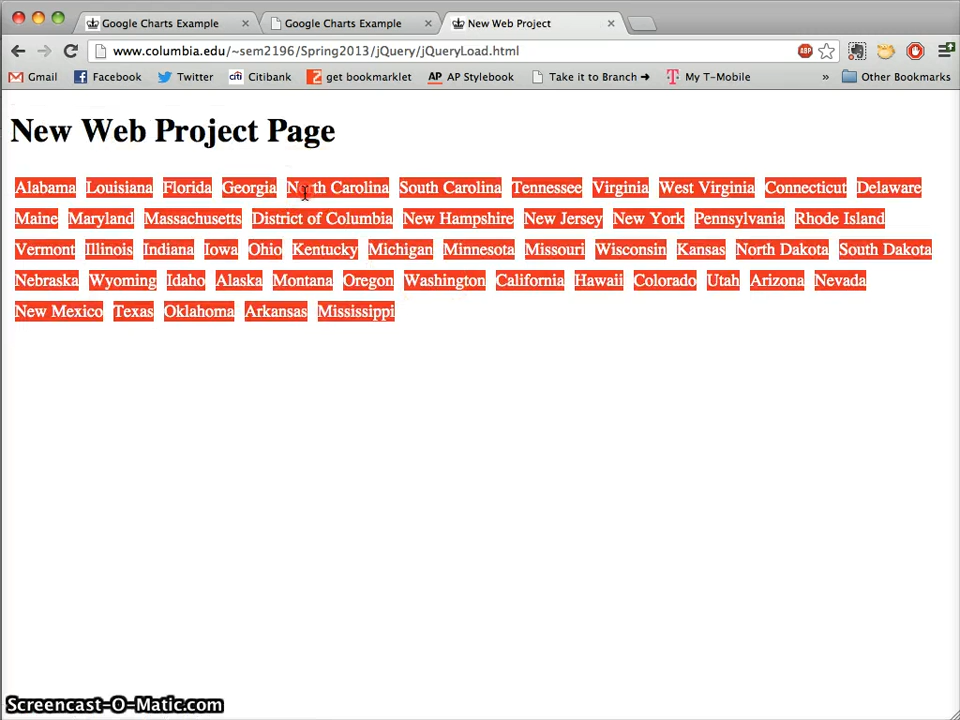 Google Charts Example
Google Charts Example
New Web Project
www.columbia.edu/~sem2196/Spring2013/jQuery/jQueryLoad.html
ABP
Gmail Facebook Twitter citi Citibank get bookmarklet AP AP Stylebook Take it to Branch → My T-Mobile » Other Bookmarks
New Web Project Page
Alabama Louisiana Florida Georgia North Carolina South Carolina Tennessee Virginia West Virginia Connecticut Delaware
Maine Maryland Massachusetts District of Columbia New Hampshire New Jersey New York Pennsylvania Rhode Island
Vermont Illinois Indiana Iowa Ohio Kentucky Michigan Minnesota Missouri Wisconsin Kansas North Dakota South Dakota
Nebraska Wyoming Idaho Alaska Montana Oregon Washington California Hawaii Colorado Utah Arizona Nevada
New Mexico Texas Oklahoma Arkansas Mississippi
Screencast-O-Matic.com